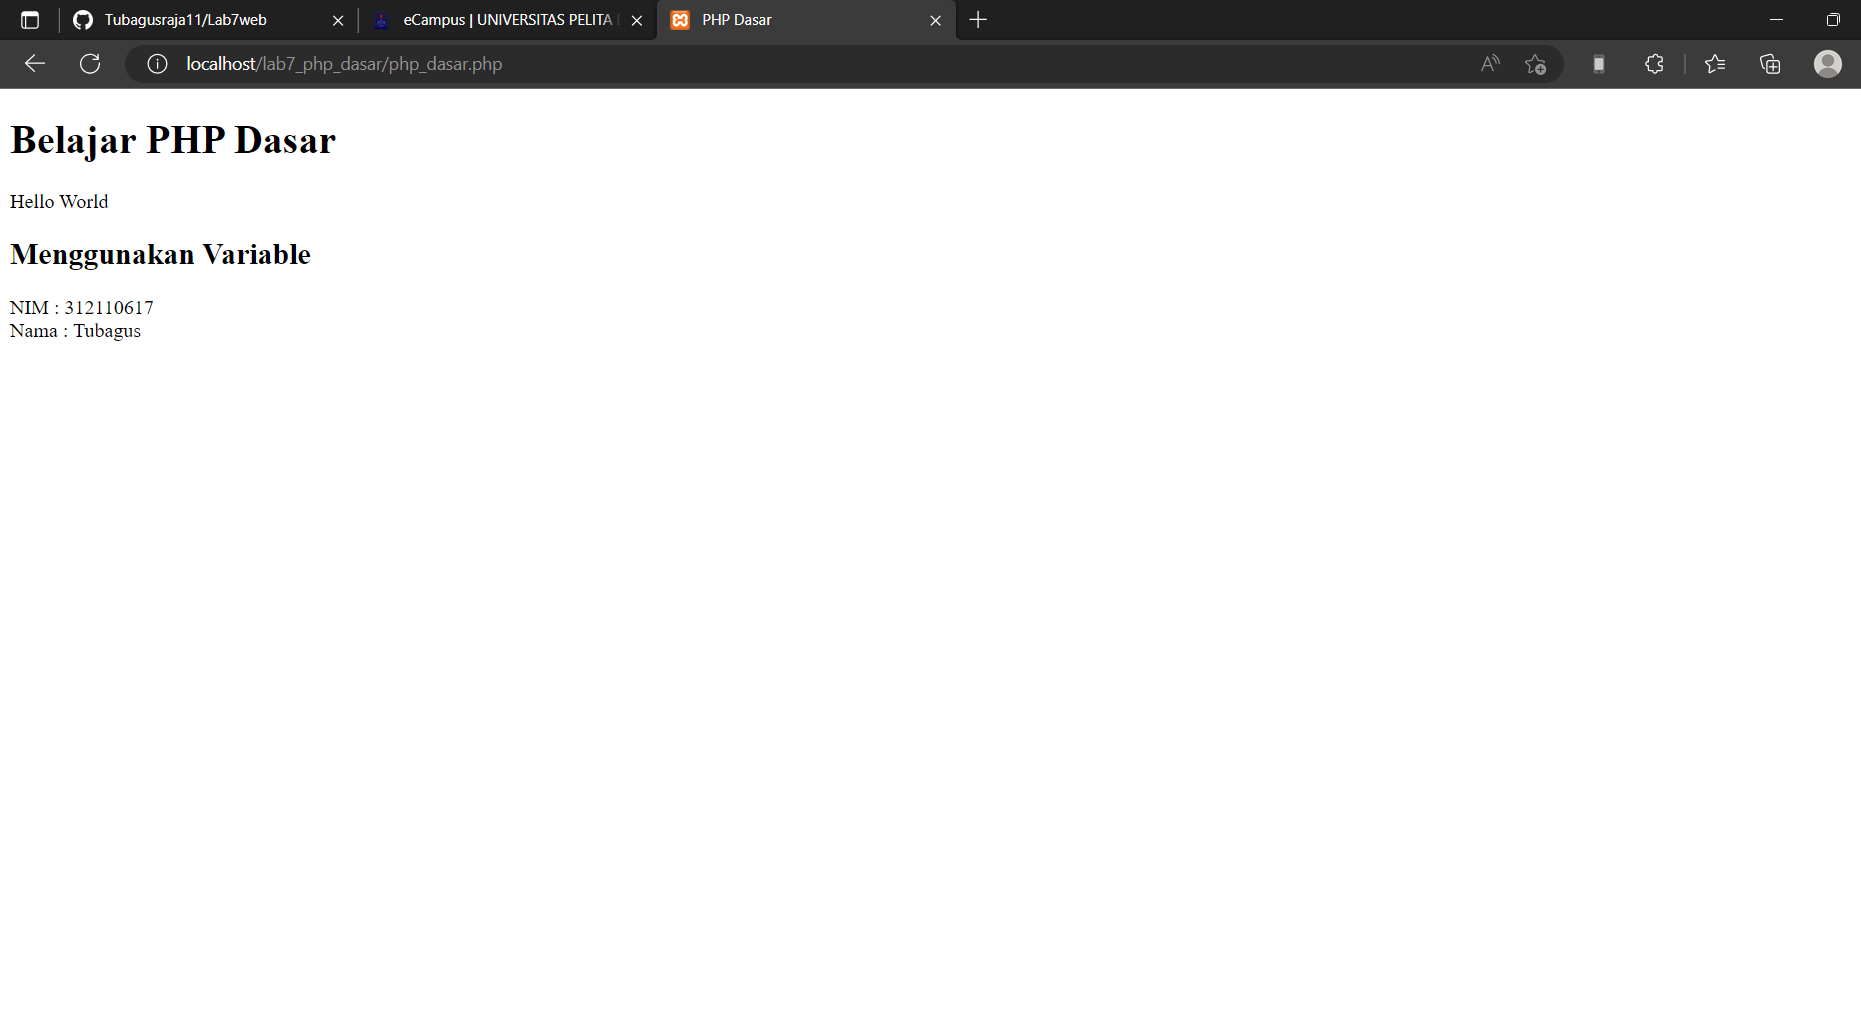 Tubagusraja11/Lab7web
eCampus | UNIVERSITAS PELITA
PHP Dasar
localhost/lab7_php_dasar/php_dasar.php
Belajar PHP Dasar
Hello World
Menggunakan Variable
NIM : 312110617
Nama : Tubagus